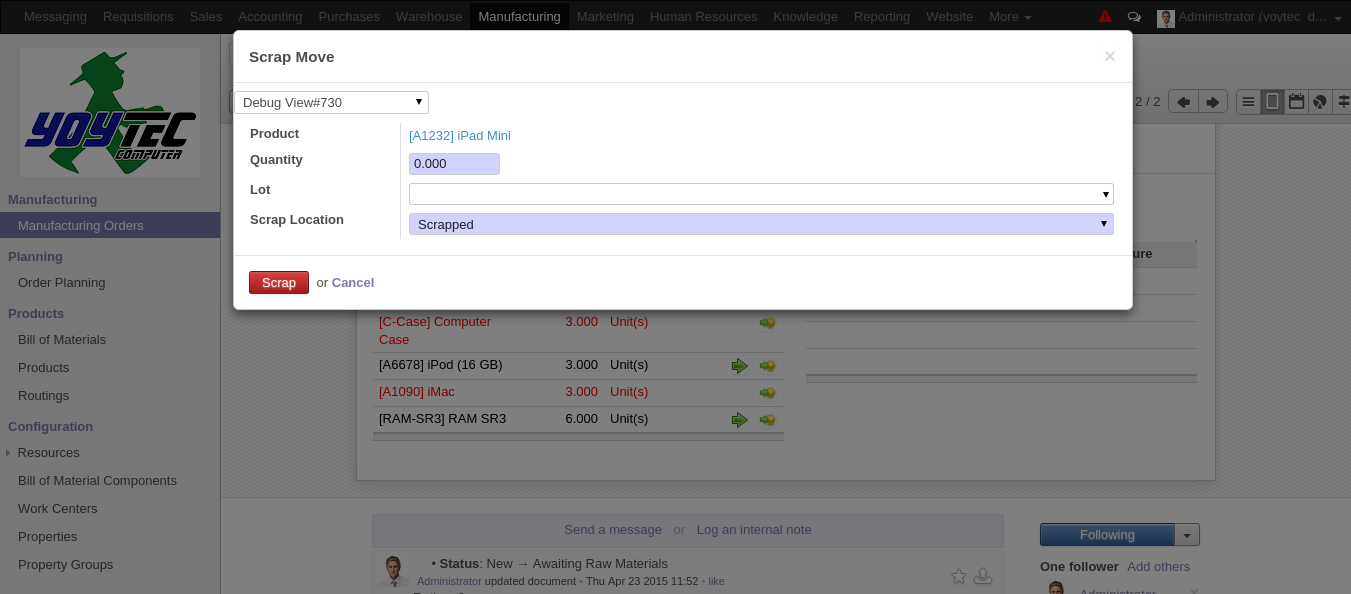 Messaging Requisitions Sales Accounting Purchases Warehouse Manufacturing Marketing Human Resources Knowledge Reporting Website More Administrator (yoytec_d...
Scrap Move ×
YOYTEC
COMPUTER
2 / 2
Debug View#730
Product [A1232] iPad Mini
Quantity 0.000
Lot
Scrap Location Scrapped
Scrap or Cancel
Manufacturing
Manufacturing Orders
Planning
Order Planning
Products
Bill of Materials
Products
Routings
Configuration
Resources
Bill of Material Components
Work Centers
Properties
Property Groups
ure
[C-Case] Computer 3.000 Unit(s)
Case
[A6678] iPod (16 GB) 3.000 Unit(s)
[A1090] iMac 3.000 Unit(s)
[RAM-SR3] RAM SR3 6.000 Unit(s)
Send a message or Log an internal note
• Status: New → Awaiting Raw Materials
Administrator updated document • Thu Apr 23 2015 11:52 • like
Following
One follower Add others
Administrator ×